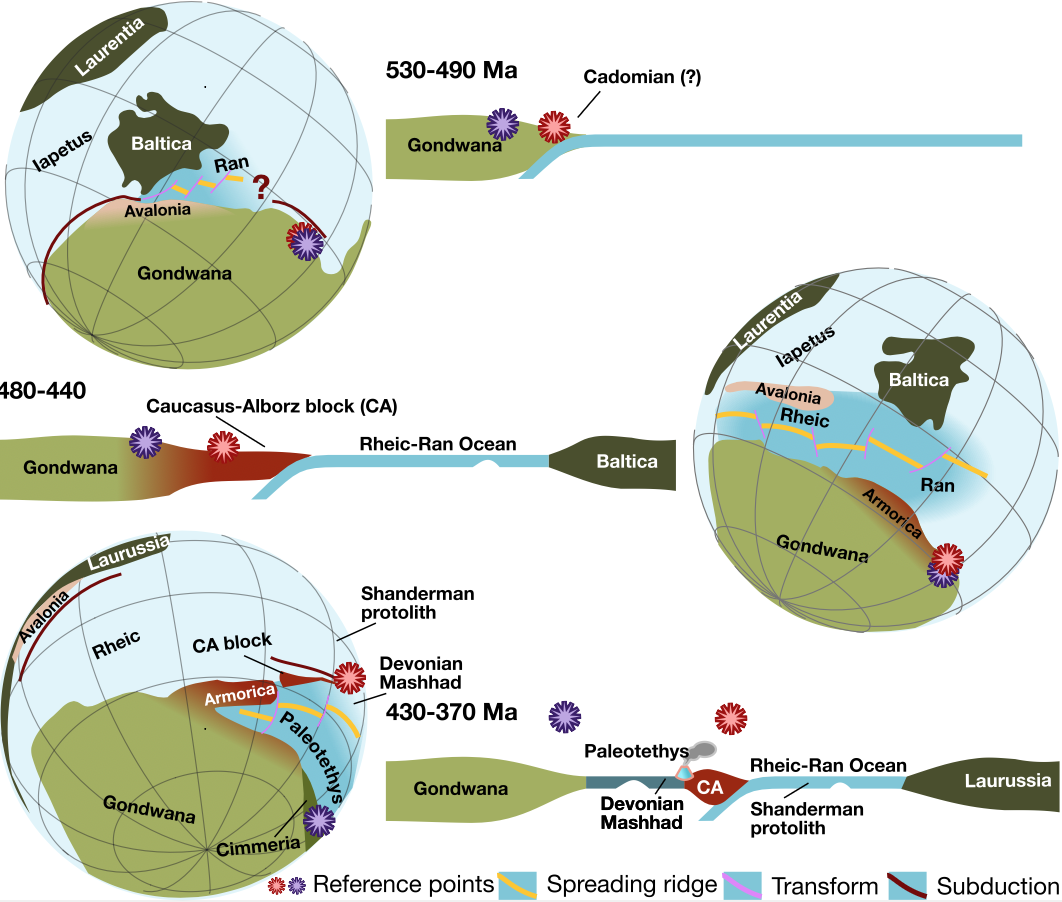 Laurentia
530-490 Ma
Cadomian (?)
Iapetus
Baltica
Ran
?
Avalonia
Gondwana
Gondwana
Laurentia
Iapetus
Baltica
Avalonia
Rheic
Ran
Armorica
Gondwana
480-440
Caucasus-Alborz block (CA)
Rheic-Ran Ocean
Gondwana
Baltica
Laurussia
Avalonia
Rheic
CA block
Shanderman
protolith
Devonian
Mashhad
Armorica
Paleotethys
Gondwana
Cimmeria
430-370 Ma
Paleotethys
Rheic-Ran Ocean
Gondwana
CA
Laurussia
Devonian
Mashhad
Shanderman
protolith
Reference points
Spreading ridge
Transform
Subduction